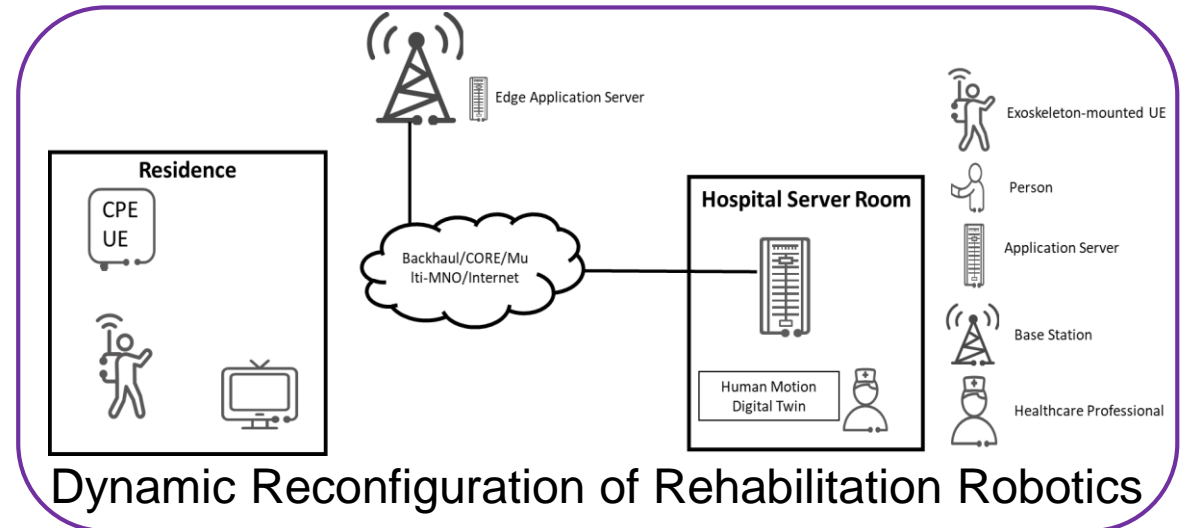 Edge Application Server
Residence
CPE
UE
Backhaul/CORE/Mu
lti-MNO/Internet
Hospital Server Room
Human Motion
Digital Twin
Exoskeleton-mounted UE
Person
Application Server
Base Station
Healthcare Professional
Dynamic Reconfiguration of Rehabilitation Robotics